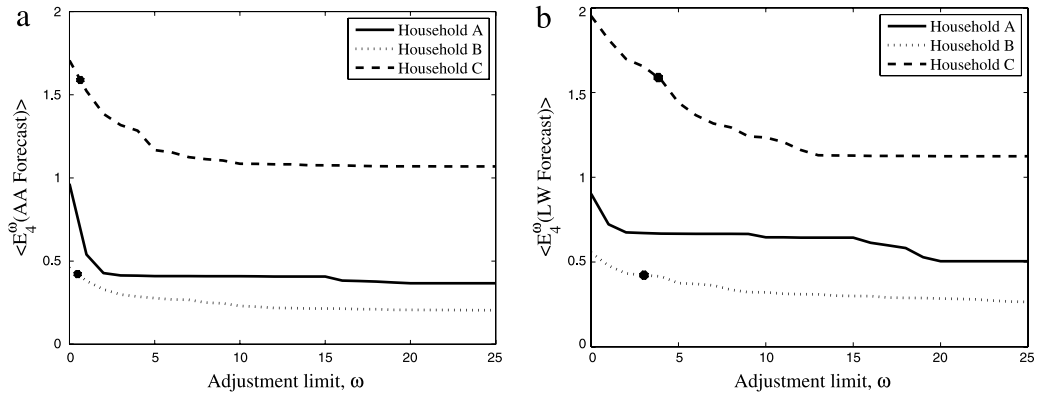 a
2
1.5
1
0.5
0
0
5
10
15
20
25
<E₄^ω(AA Forecast)>
Adjustment limit, ω
Household A
Household B
Household C
b
2
1.5
1
0.5
0
0
5
10
15
20
25
<E₄^ω(LW Forecast)>
Adjustment limit, ω
Household A
Household B
Household C